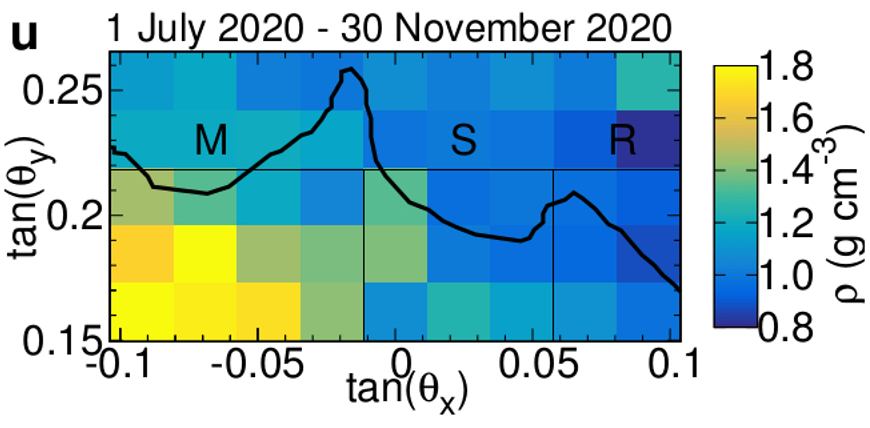 u
1 July 2020 - 30 November 2020
0.25
0.2
0.15
tan(θy)
M
S
R
-0.1
-0.05
0
0.05
0.1
tan(θx)
1.8
1.6
1.4
1.2
1.0
0.8
ρ (g cm-3)